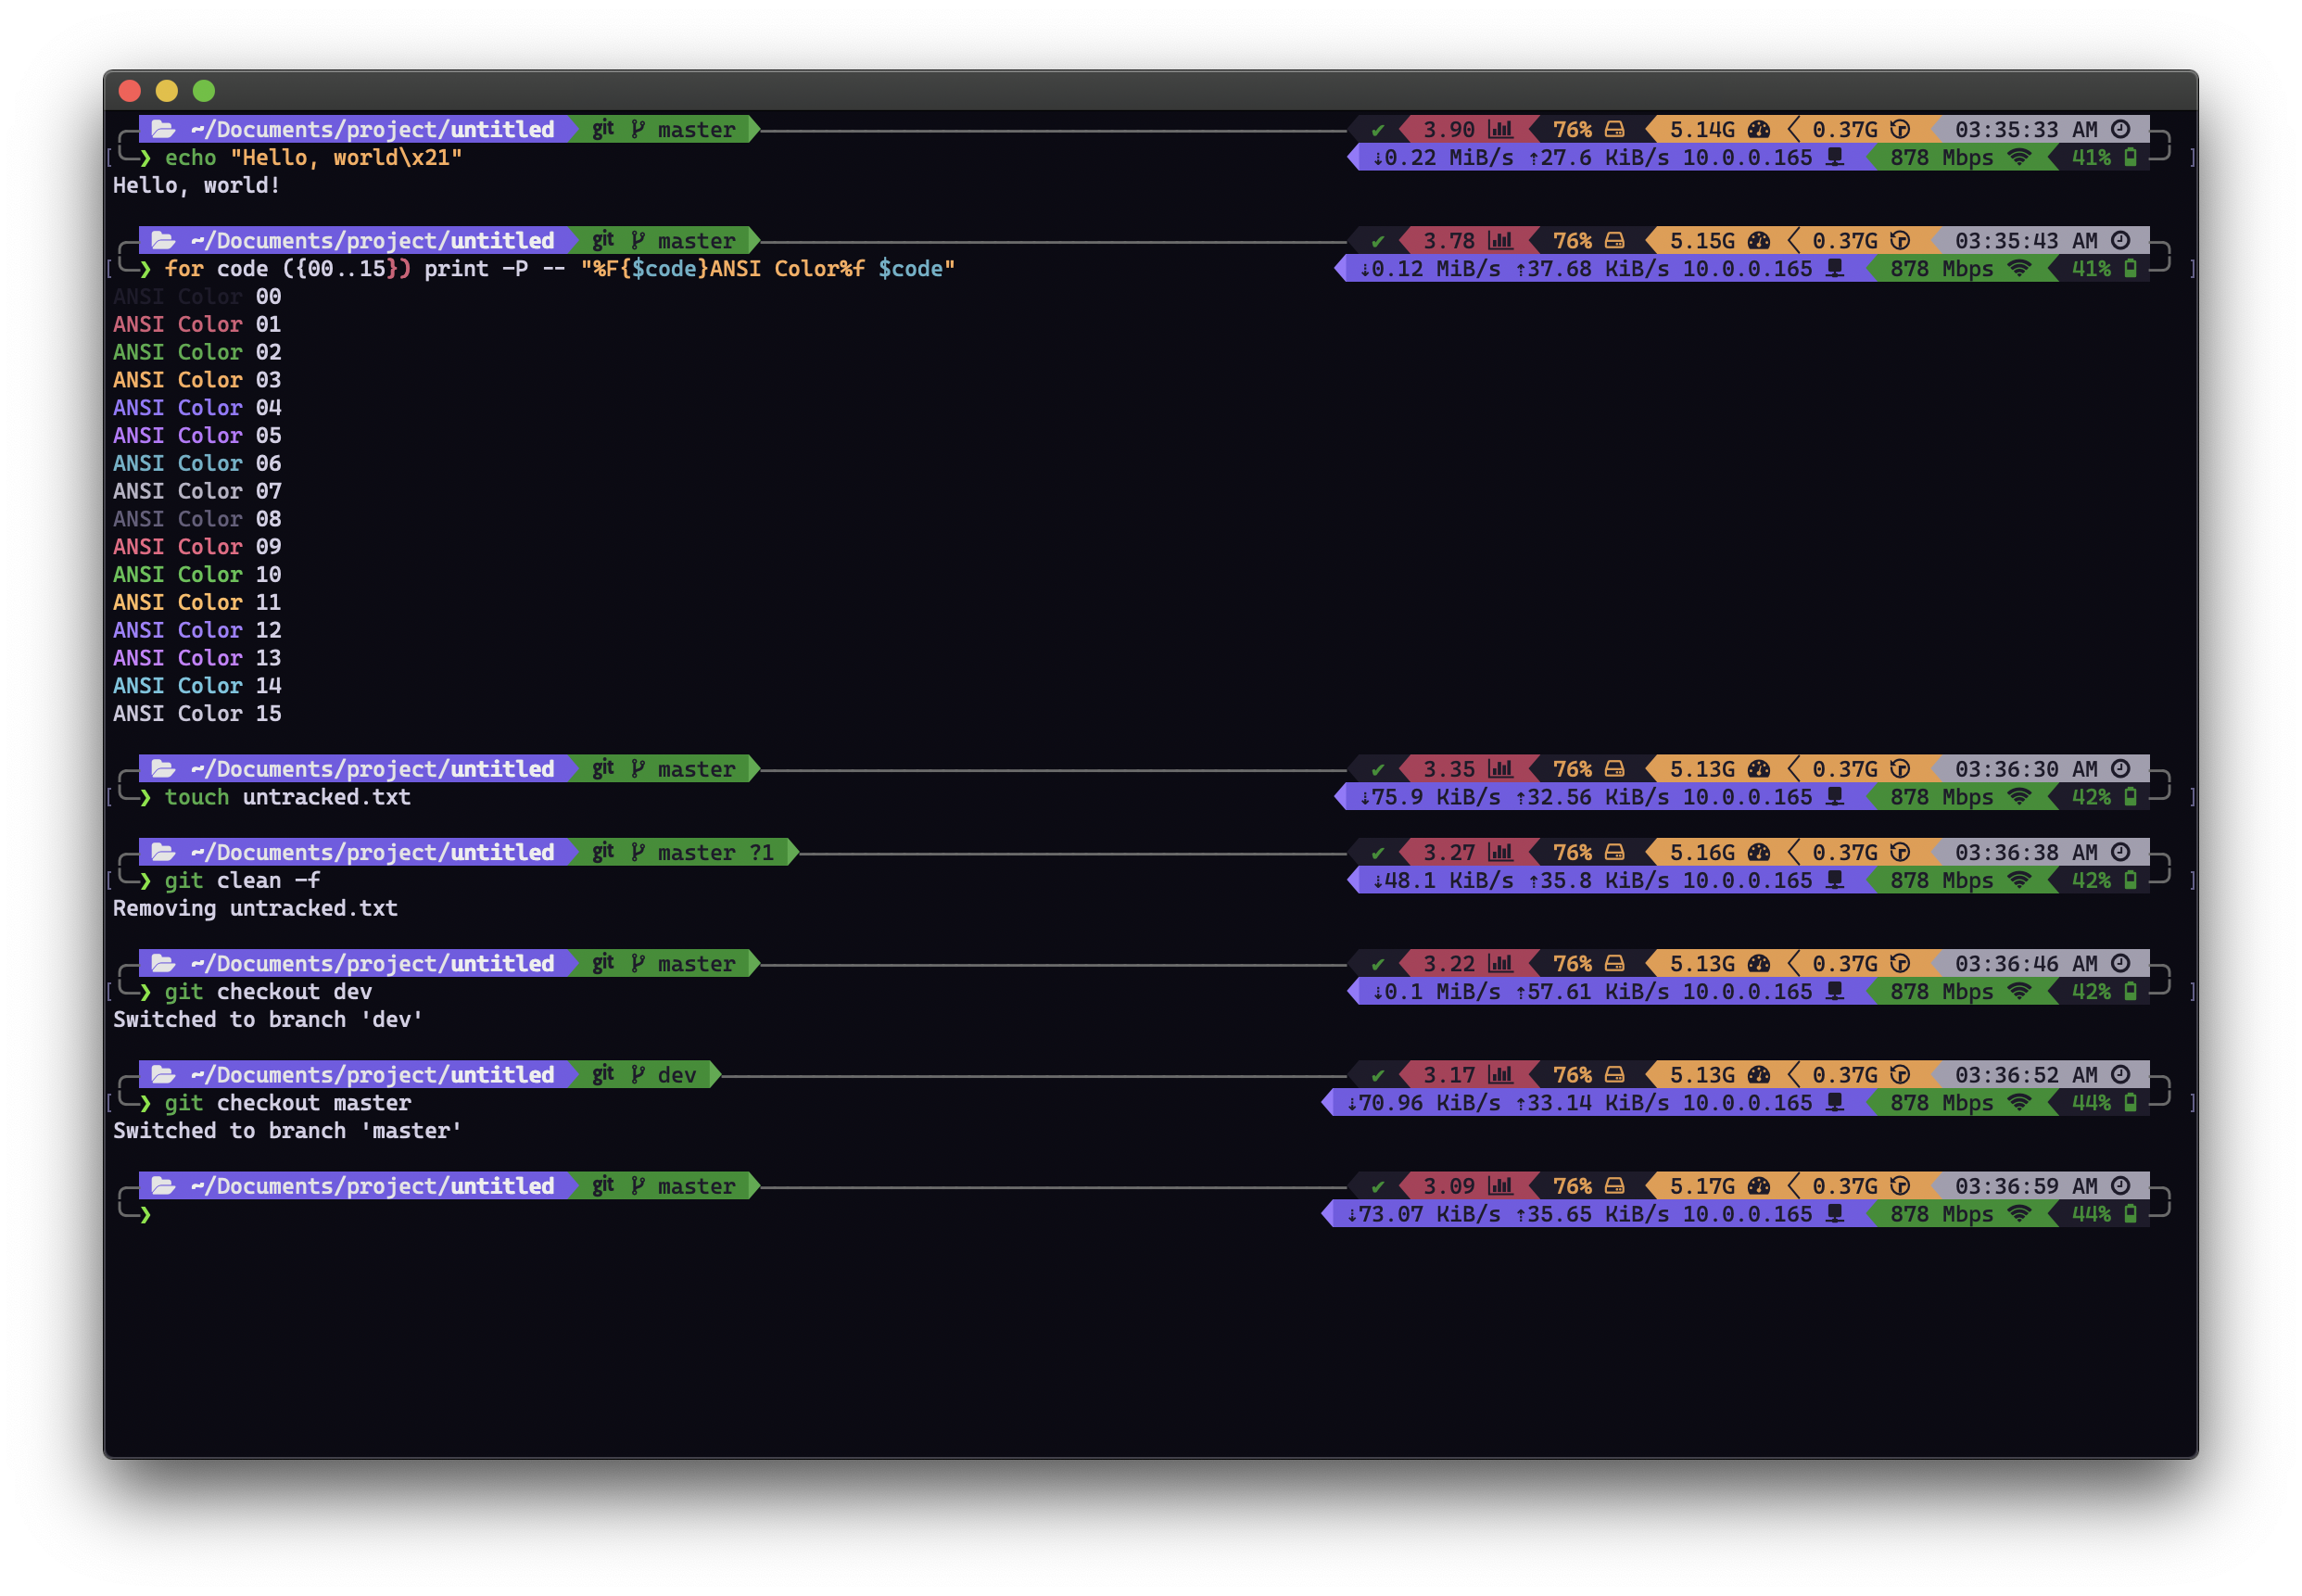 ~/Documents/project/untitled git master ✔ 3.90 76% 5.14G 0.37G 03:35:33 AM
❯ echo "Hello, world\x21" ⇣0.22 MiB/s ⇡27.6 KiB/s 10.0.0.165 878 Mbps 41%
Hello, world!
~/Documents/project/untitled git master ✔ 3.78 76% 5.15G 0.37G 03:35:43 AM
❯ for code ({00..15}) print -P -- "%F{$code}ANSI Color%f $code" ⇣0.12 MiB/s ⇡37.68 KiB/s 10.0.0.165 878 Mbps 41%
ANSI Color 00
ANSI Color 01
ANSI Color 02
ANSI Color 03
ANSI Color 04
ANSI Color 05
ANSI Color 06
ANSI Color 07
ANSI Color 08
ANSI Color 09
ANSI Color 10
ANSI Color 11
ANSI Color 12
ANSI Color 13
ANSI Color 14
ANSI Color 15
~/Documents/project/untitled git master ✔ 3.35 76% 5.13G 0.37G 03:36:30 AM
❯ touch untracked.txt ⇣75.9 KiB/s ⇡32.56 KiB/s 10.0.0.165 878 Mbps 42%
~/Documents/project/untitled git master ?1 ✔ 3.27 76% 5.16G 0.37G 03:36:38 AM
❯ git clean -f ⇣48.1 KiB/s ⇡35.8 KiB/s 10.0.0.165 878 Mbps 42%
Removing untracked.txt
~/Documents/project/untitled git master ✔ 3.22 76% 5.13G 0.37G 03:36:46 AM
❯ git checkout dev ⇣0.1 MiB/s ⇡57.61 KiB/s 10.0.0.165 878 Mbps 42%
Switched to branch 'dev'
~/Documents/project/untitled git dev ✔ 3.17 76% 5.13G 0.37G 03:36:52 AM
❯ git checkout master ⇣70.96 KiB/s ⇡33.14 KiB/s 10.0.0.165 878 Mbps 44%
Switched to branch 'master'
~/Documents/project/untitled git master ✔ 3.09 76% 5.17G 0.37G 03:36:59 AM
❯ ⇣73.07 KiB/s ⇡35.65 KiB/s 10.0.0.165 878 Mbps 44%